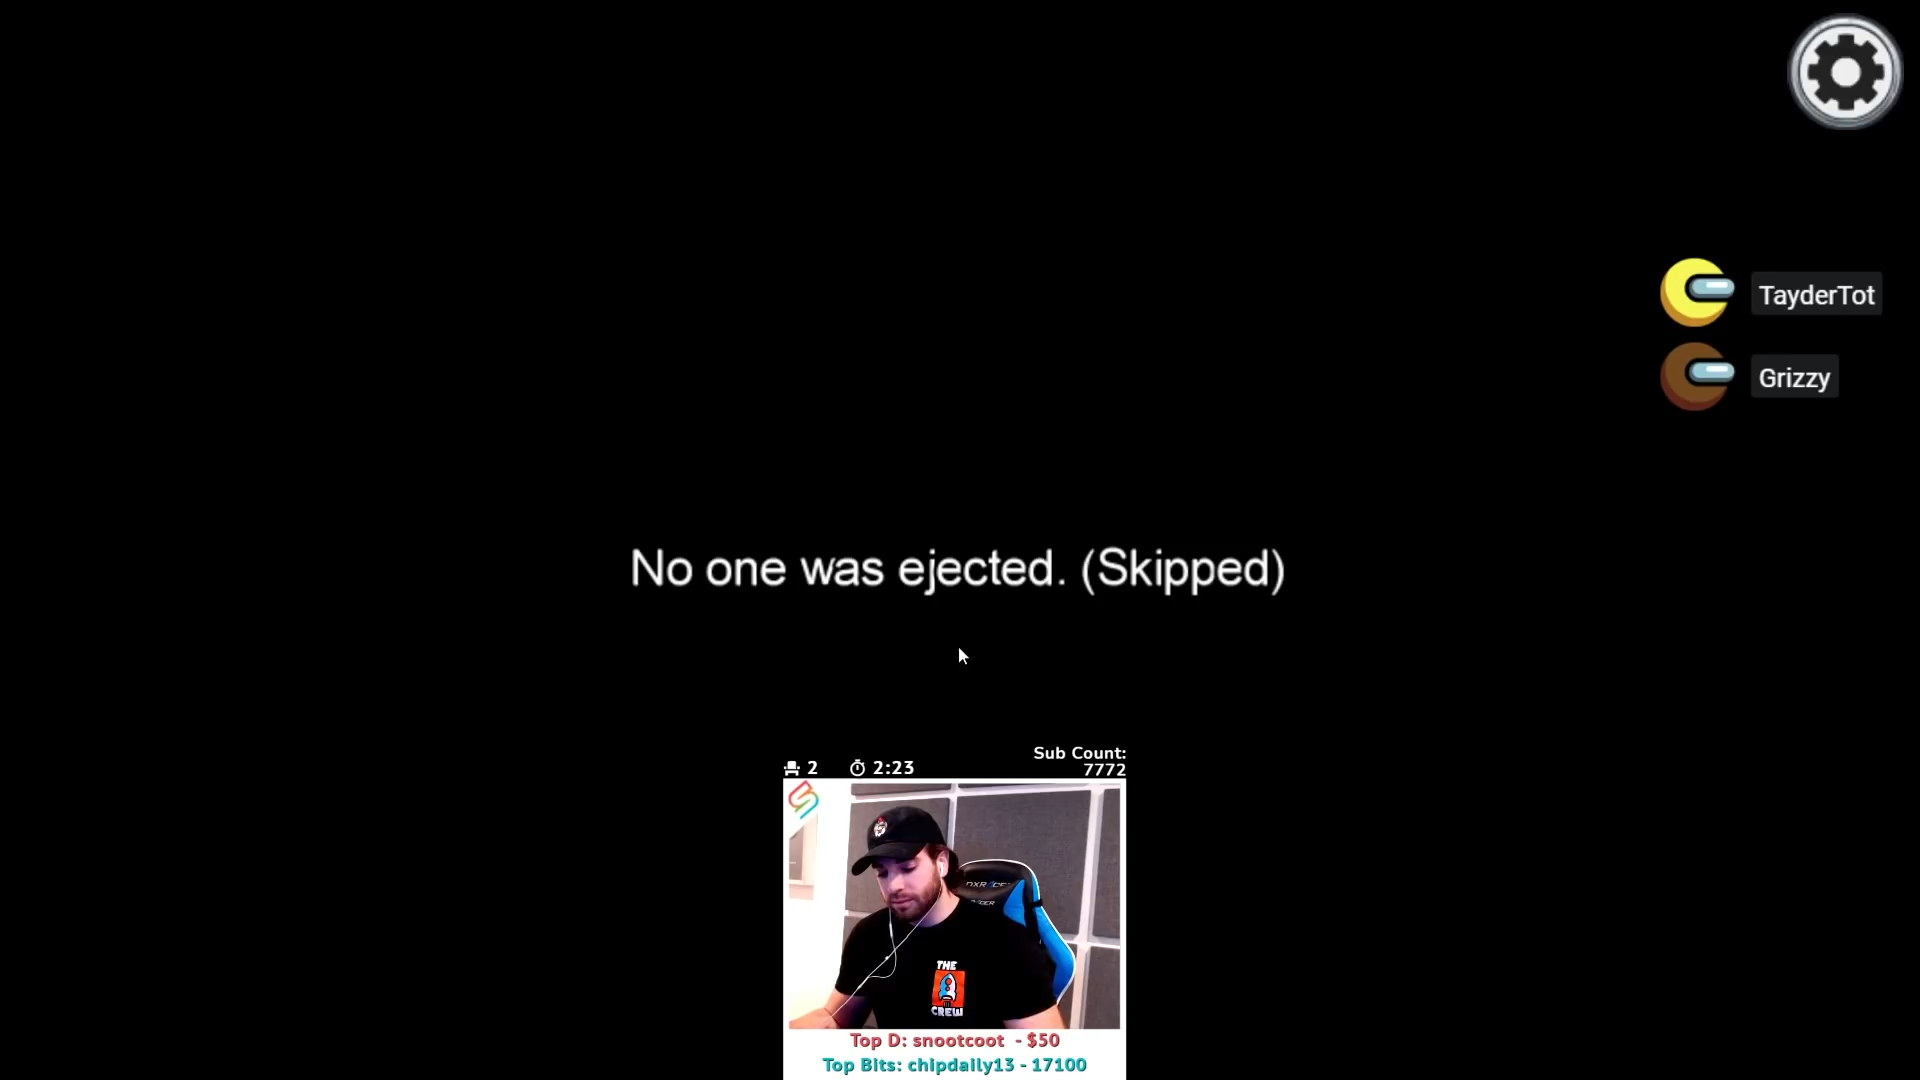 TayderTot
Grizzy
No one was ejected. (Skipped)
2 2:23 Sub Count:
7772
DXRACER
THE
CREW
Top D: snootcoot - $50
Top Bits: chipdaily13 - 17100